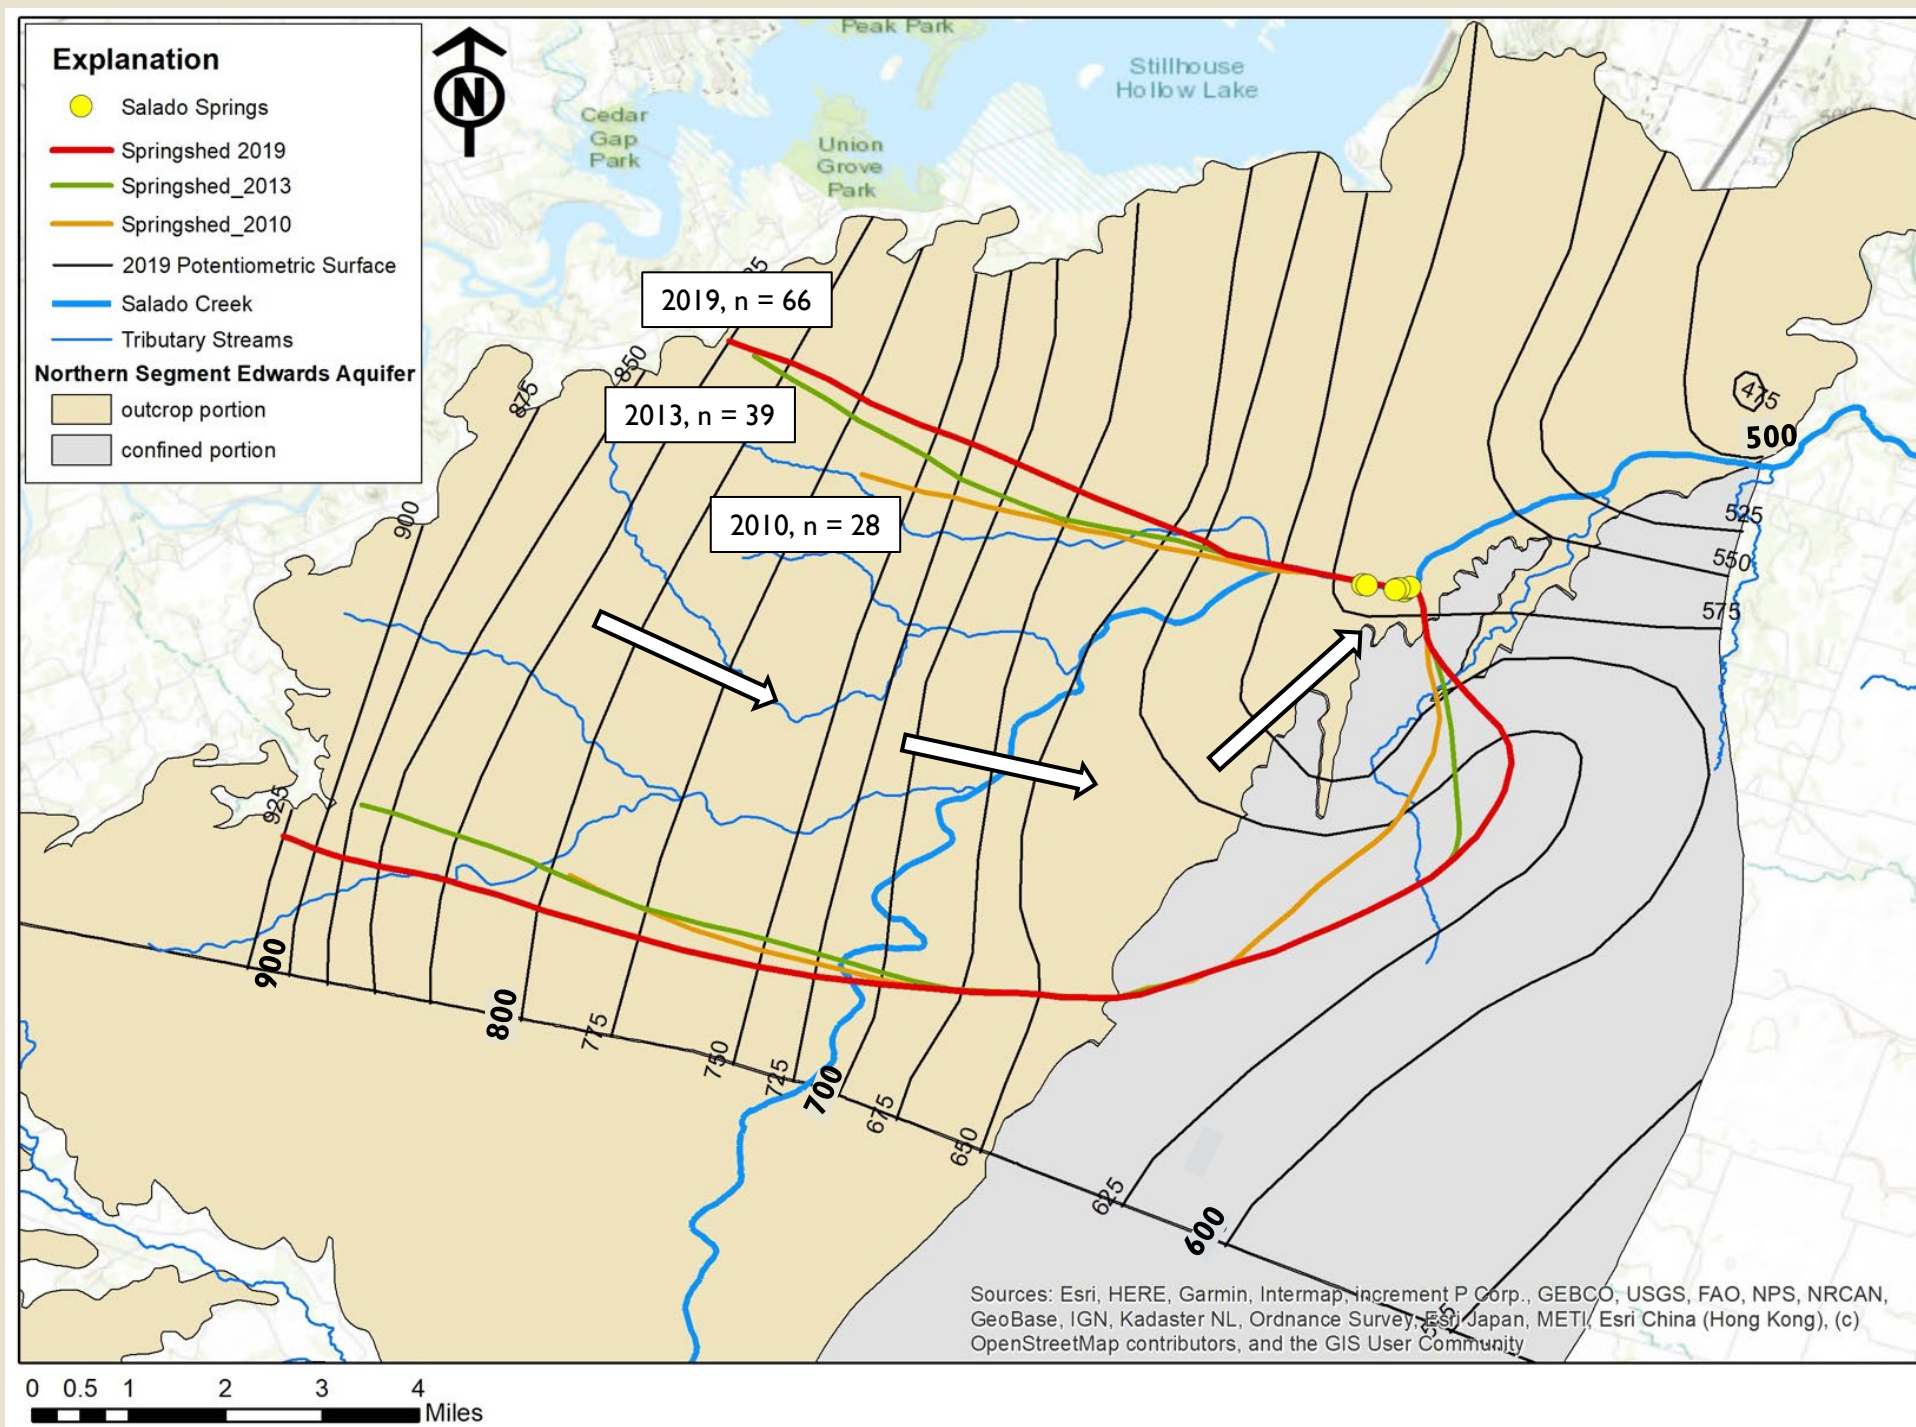 Explanation
Salado Springs
Springshed 2019
Springshed_2013
Springshed_2010
2019 Potentiometric Surface
Salado Creek
Tributary Streams
Northern Segment Edwards Aquifer
outcrop portion
confined portion
N
Peak Park
Stillhouse
Hollow Lake
Cedar
Gap
Park
Union
Grove
Park
2019, n = 66
850
875
2013, n = 39
475
500
900
2010, n = 28
525
550
575
925
900
800
775
750
725
700
675
650
625
600
Sources: Esri, HERE, Garmin, Intermap, increment P Corp., GEBCO, USGS, FAO, NPS, NRCAN,
GeoBase, IGN, Kadaster NL, Ordnance Survey, Esri Japan, METI, Esri China (Hong Kong), (c)
OpenStreetMap contributors, and the GIS User Community
0 0.5 1 2 3 4
Miles